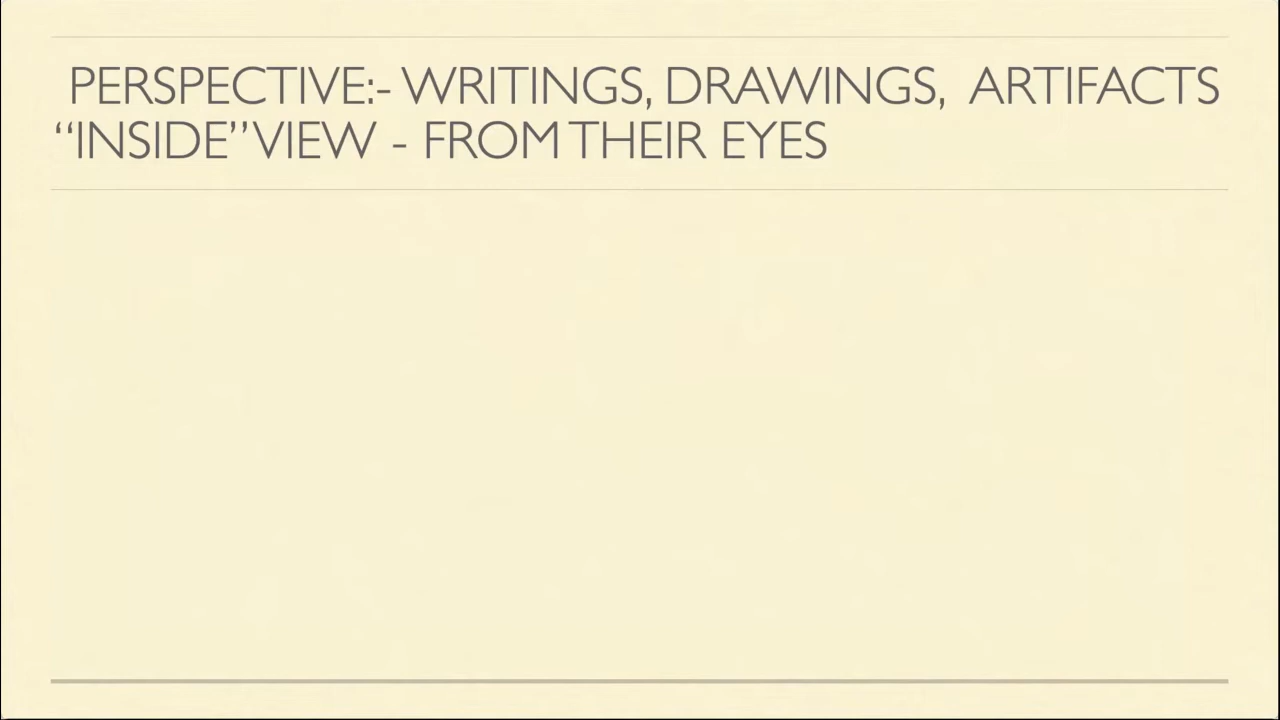 PERSPECTIVE:- WRITINGS, DRAWINGS, ARTIFACTS
“INSIDE” VIEW - FROM THEIR EYES